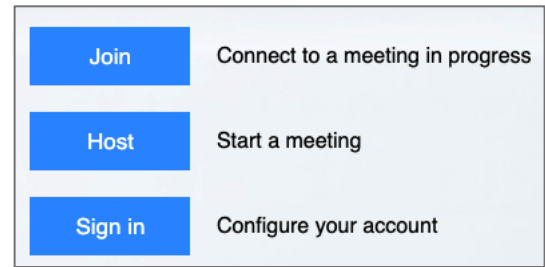 Join Connect to a meeting in progress
Host Start a meeting
Sign in Configure your account